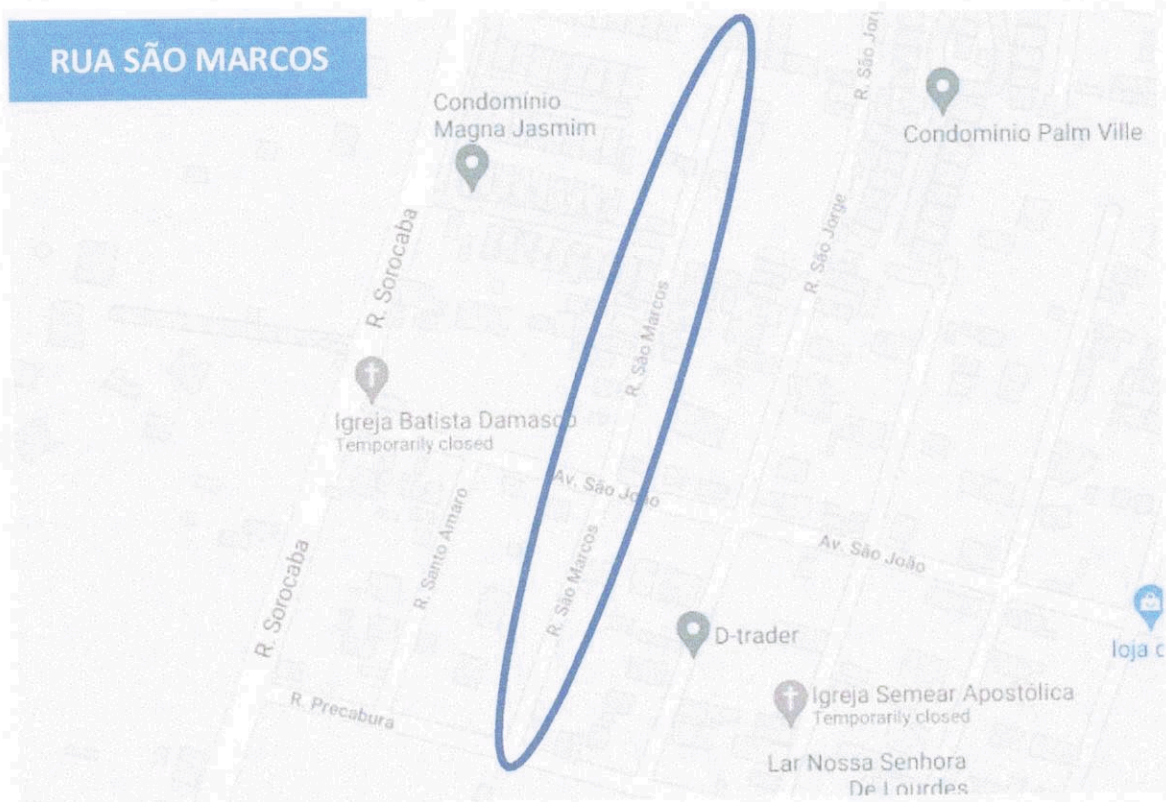 RUA SÃO MARCOS
R. São Jorg
Condomínio
Magna Jasmim
Condominio Palm Ville
R. Sorocaba
R. São Jorge
R. São Marcos
Igreja Batista Damasco
Temporarily closed
Av. São João
R. Santo Amaro
R. São Marcos
Av. São João
R. Sorocaba
D-trader
loja c
R. Precabura
Igreja Semear Apostólica
Temporarily closed
Lar Nossa Senhora
De Lourdes